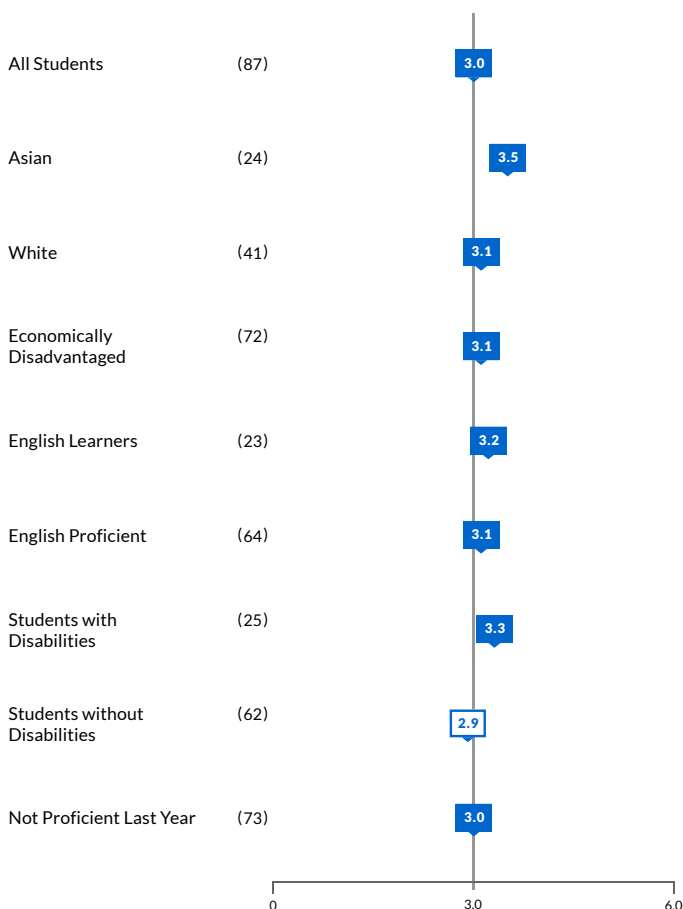 All Students (87) 3.0
Asian (24) 3.5
White (41) 3.1
Economically
Disadvantaged (72) 3.1
English Learners (23) 3.2
English Proficient (64) 3.1
Students with
Disabilities (25) 3.3
Students without
Disabilities (62) 2.9
Not Proficient Last Year (73) 3.0
0 3.0 6.0